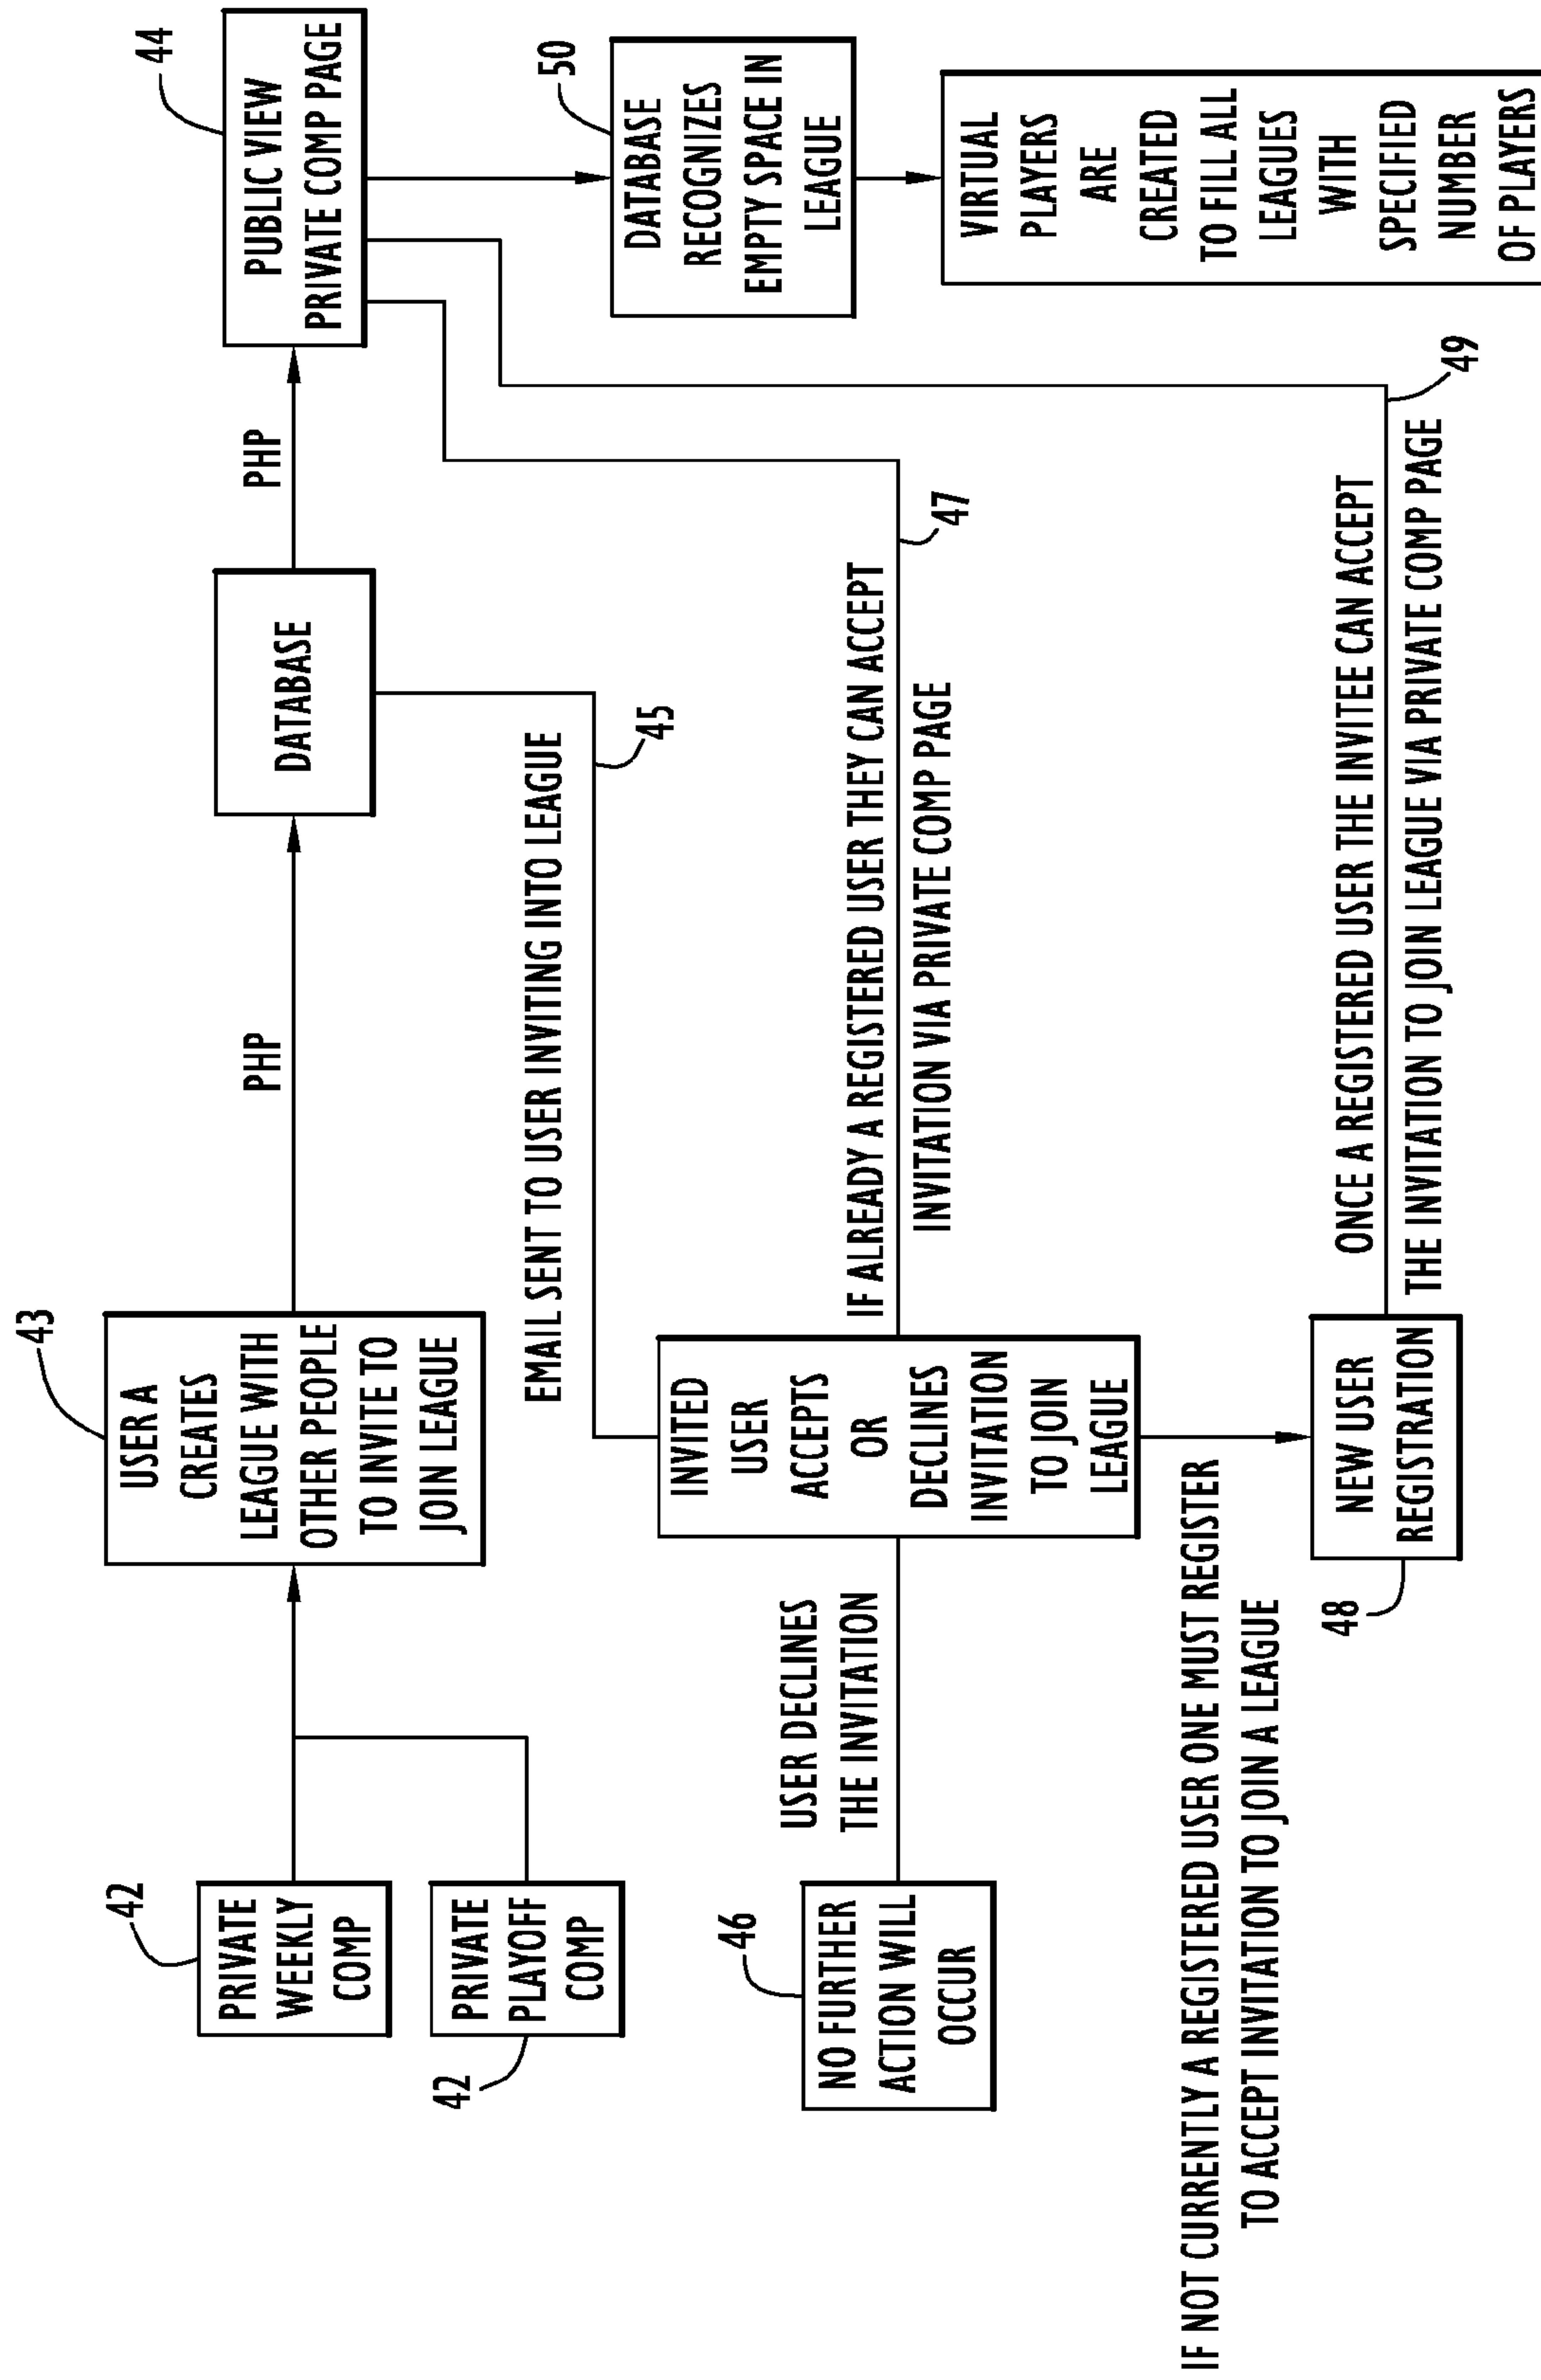 43
USER A
CREATES
LEAGUE WITH
OTHER PEOPLE
TO INVITE TO
JOIN LEAGUE
42
PRIVATE
WEEKLY
COMP
PRIVATE
PLAYOFF
COMP
42
PHP
DATABASE
PHP
44
PUBLIC VIEW
PRIVATE COMP PAGE
EMAIL SENT TO USER INVITING INTO LEAGUE
45
50
DATABASE
RECOGNIZES
EMPTY SPACE IN
LEAGUE
INVITED
USER
ACCEPTS
OR
DECLINES
INVITATION
TO JOIN
LEAGUE
USER DECLINES
THE INVITATION
46
NO FURTHER
ACTION WILL
OCCUR
IF ALREADY A REGISTERED USER THEY CAN ACCEPT
INVITATION VIA PRIVATE COMP PAGE
47
VIRTUAL
PLAYERS
ARE
CREATED
TO FILL ALL
LEAGUES
WITH
SPECIFIED
NUMBER
OF PLAYERS
IF NOT CURRENTLY A REGISTERED USER ONE MUST REGISTER
TO ACCEPT INVITATION TO JOIN A LEAGUE
48
NEW USER
REGISTRATION
ONCE A REGISTERED USER THE INVITEE CAN ACCEPT
THE INVITATION TO JOIN LEAGUE VIA PRIVATE COMP PAGE
49